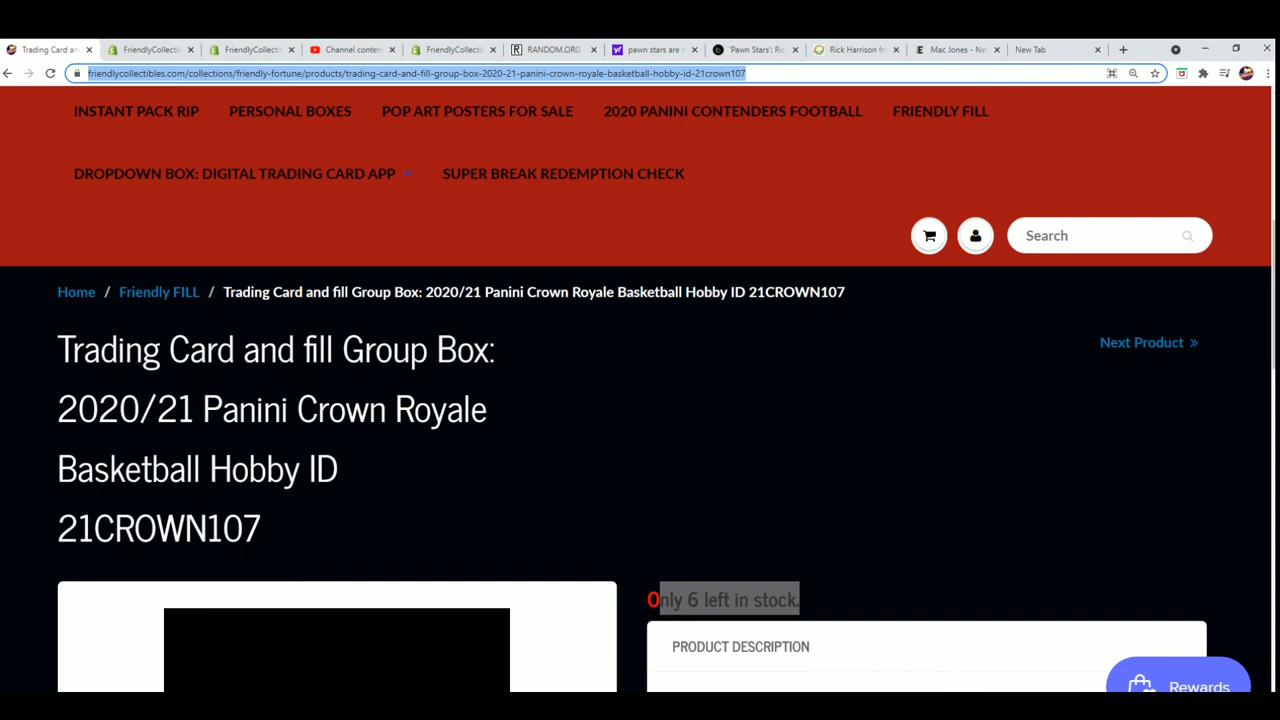 Trading Card and
FriendlyCollectib
FriendlyCollectib
Channel conten
FriendlyCollecti
RANDOM.ORG
pawn stars are n
'Pawn Stars's Ric
Rick Harrison fr
Mac Jones - Ne
New Tab
friendlycollectibles.com/collections/friendly-fortune/products/trading-card-and-fill-group-box-2020-21-panini-crown-royale-basketball-hobby-id-21crown107
INSTANT PACK RIP PERSONAL BOXES POP ART POSTERS FOR SALE 2020 PANINI CONTENDERS FOOTBALL FRIENDLY FILL
DROPDOWN BOX: DIGITAL TRADING CARD APP SUPER BREAK REDEMPTION CHECK
Search
Home / Friendly FILL / Trading Card and fill Group Box: 2020/21 Panini Crown Royale Basketball Hobby ID 21CROWN107
Next Product »
Trading Card and fill Group Box:
2020/21 Panini Crown Royale
Basketball Hobby ID
21CROWN107
Only 6 left in stock.
PRODUCT DESCRIPTION
Rewards